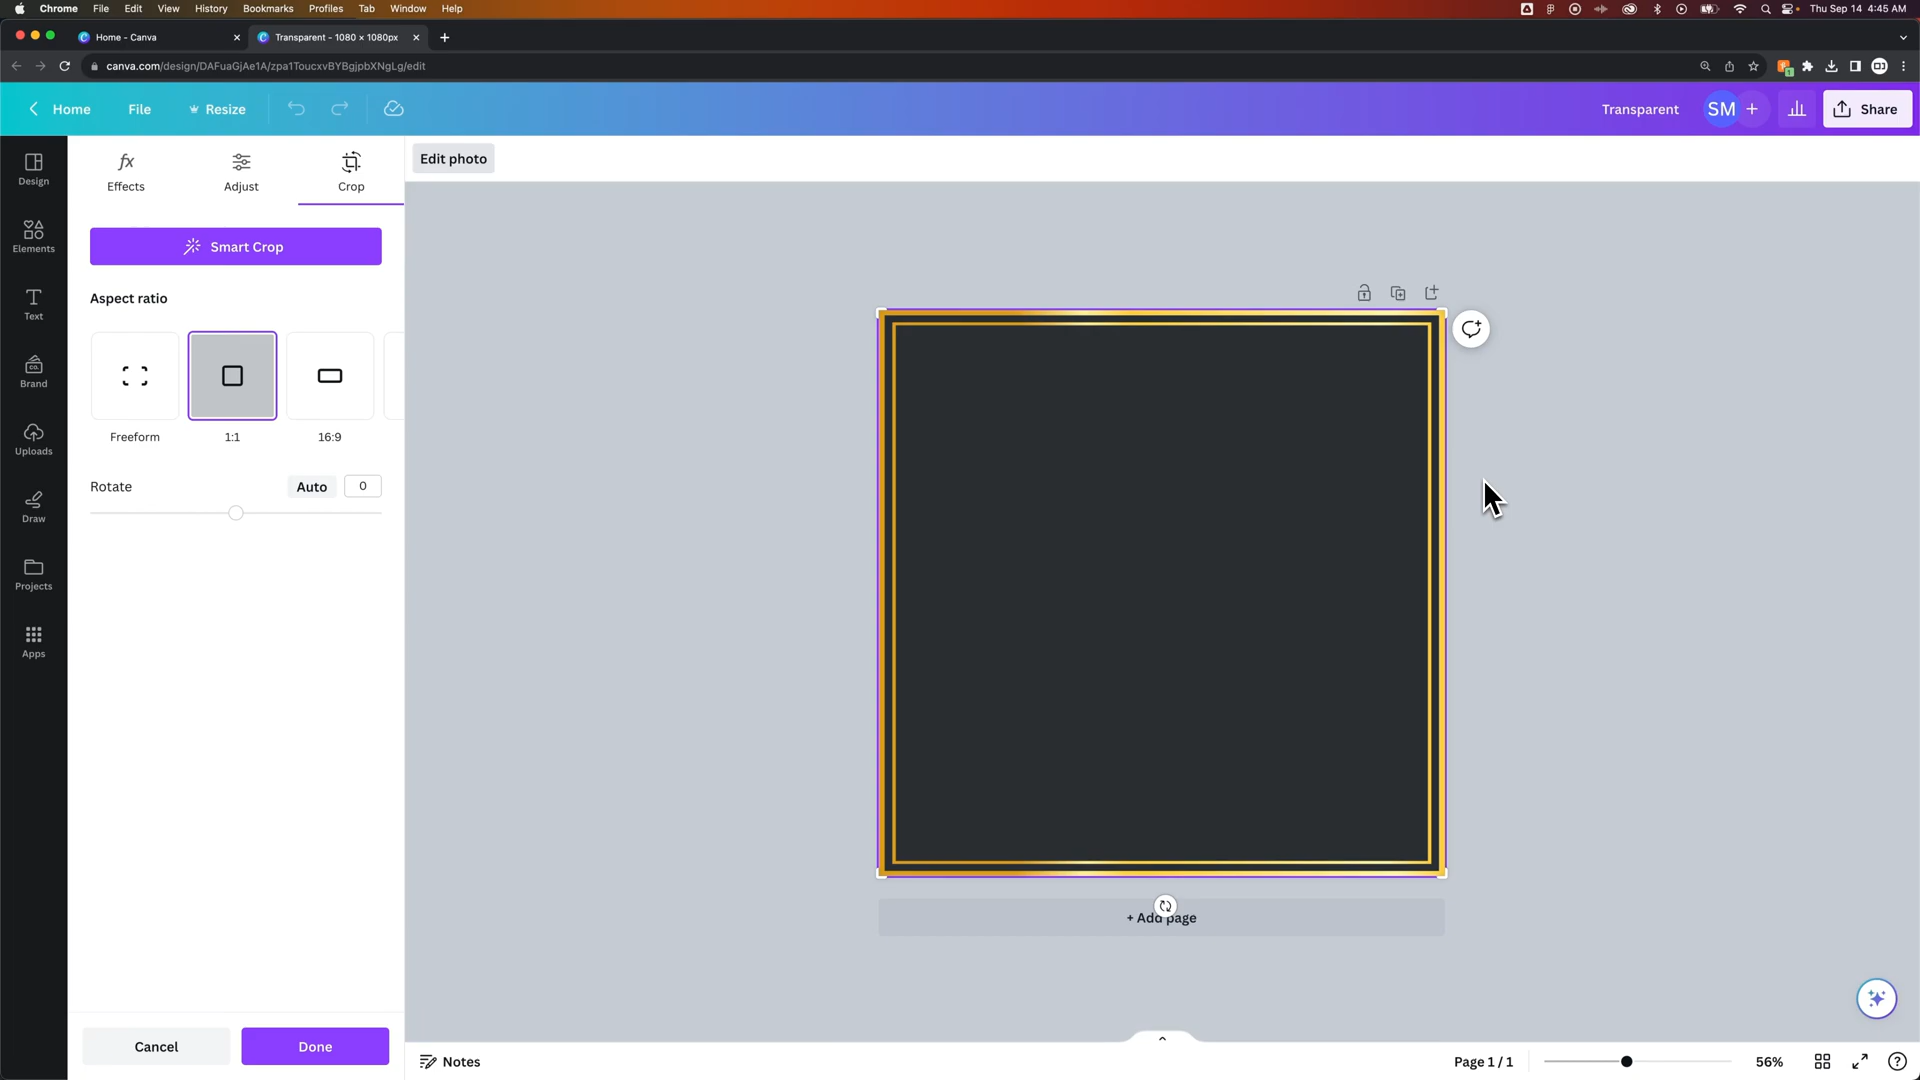 Chrome File Edit View History Bookmarks Profiles Tab Window Help Thu Sep 14 4:45 AM
Home - Canva Transparent - 1080 × 1080px
canva.com/design/DAFuaGjAe1A/zpa1ToucxvBYBgjpbXNgLg/edit
Home File Resize Transparent SM + Share
Design
Elements
Text
Brand
Uploads
Draw
Projects
Apps
Effects Adjust Crop
Smart Crop
Aspect ratio
Freeform 1:1 16:9
Rotate Auto 0
Cancel Done
Edit photo
+ Add page
Notes Page 1 / 1 56%